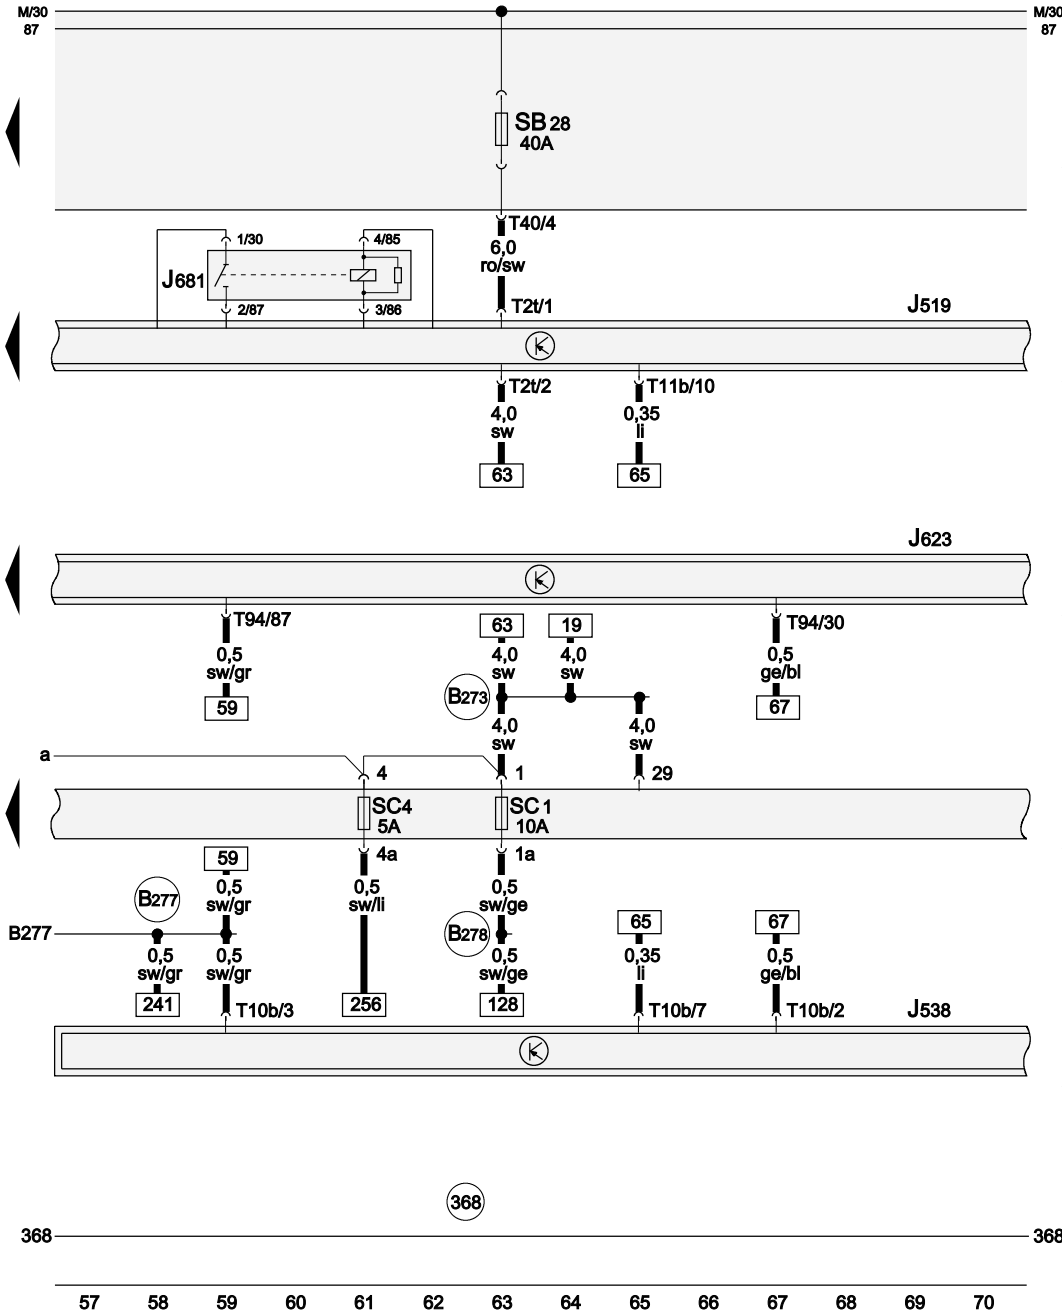 M/30 M/30
87 87
SB 28
40A
T40/4
6,0
ro/sw
1/30 4/85
J681
2/87 3/86
T2t/1
J519
T2t/2 T11b/10
4,0 0,35
sw li
63 65
J623
T94/87 63 19 T94/30
0,5 4,0 4,0 0,5
sw/gr sw sw ge/bl
59 B273 67
4,0 4,0
sw sw
a
4 1 29
SC4 SC1
5A 10A
59 4a 1a
0,5 0,5 0,5
B277 sw/gr sw/li sw/ge
65 67
B277 B278
0,5 0,5 0,5 0,35 0,5
sw/gr sw/gr sw/ge li ge/bl
241 T10b/3 256 128 T10b/7 T10b/2 J538
368
368 368
57 58 59 60 61 62 63 64 65 66 67 68 69 70